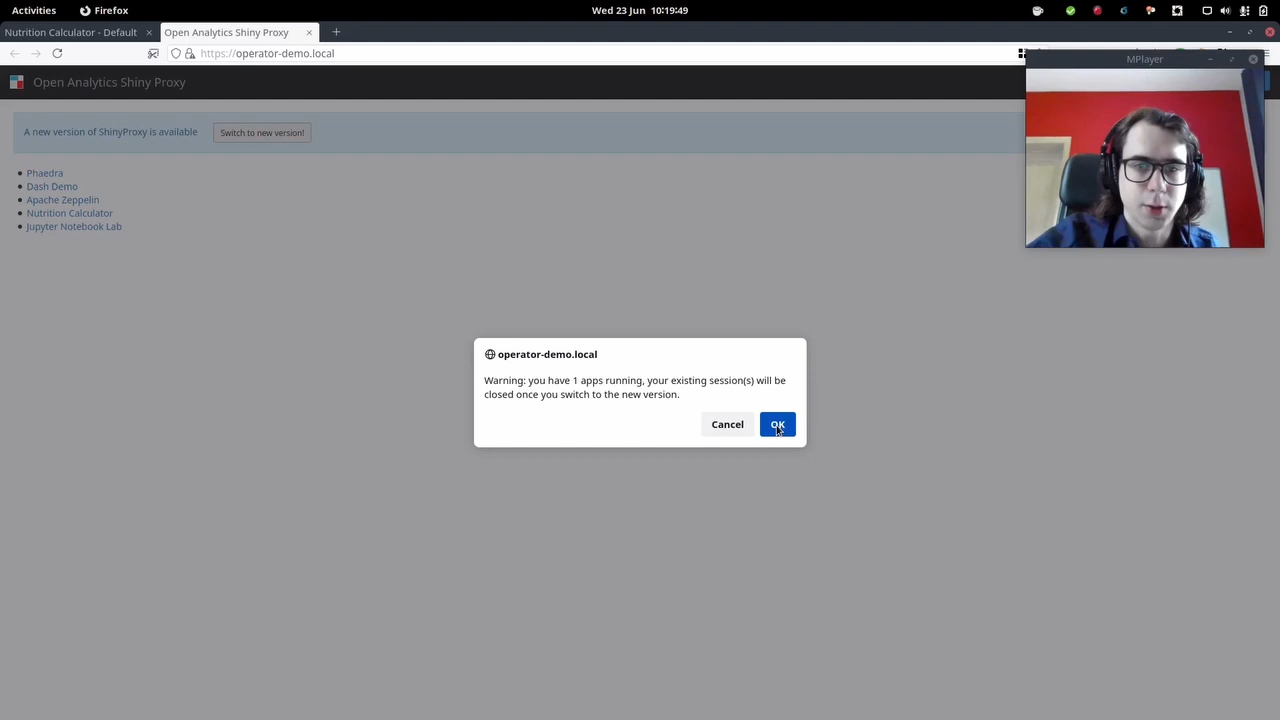 Activities
Firefox
Wed 23 Jun 10:19:49
Nutrition Calculator - Default
Open Analytics Shiny Proxy
https://operator-demo.local
MPlayer
Open Analytics Shiny Proxy
A new version of ShinyProxy is available
Switch to new version!
Phaedra
Dash Demo
Apache Zeppelin
Nutrition Calculator
Jupyter Notebook Lab
operator-demo.local
Warning: you have 1 apps running, your existing session(s) will be
closed once you switch to the new version.
Cancel
OK